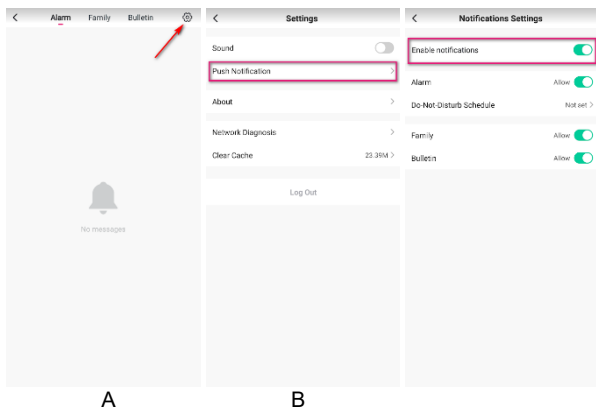 Alarm Family Bulletin
No messages
A
Settings
Sound
Push Notification
About
Network Diagnosis
Clear Cache 23.39M
Log Out
B
Notifications Settings
Enable notifications
Alarm Allow
Do-Not-Disturb Schedule Not set
Family Allow
Bulletin Allow